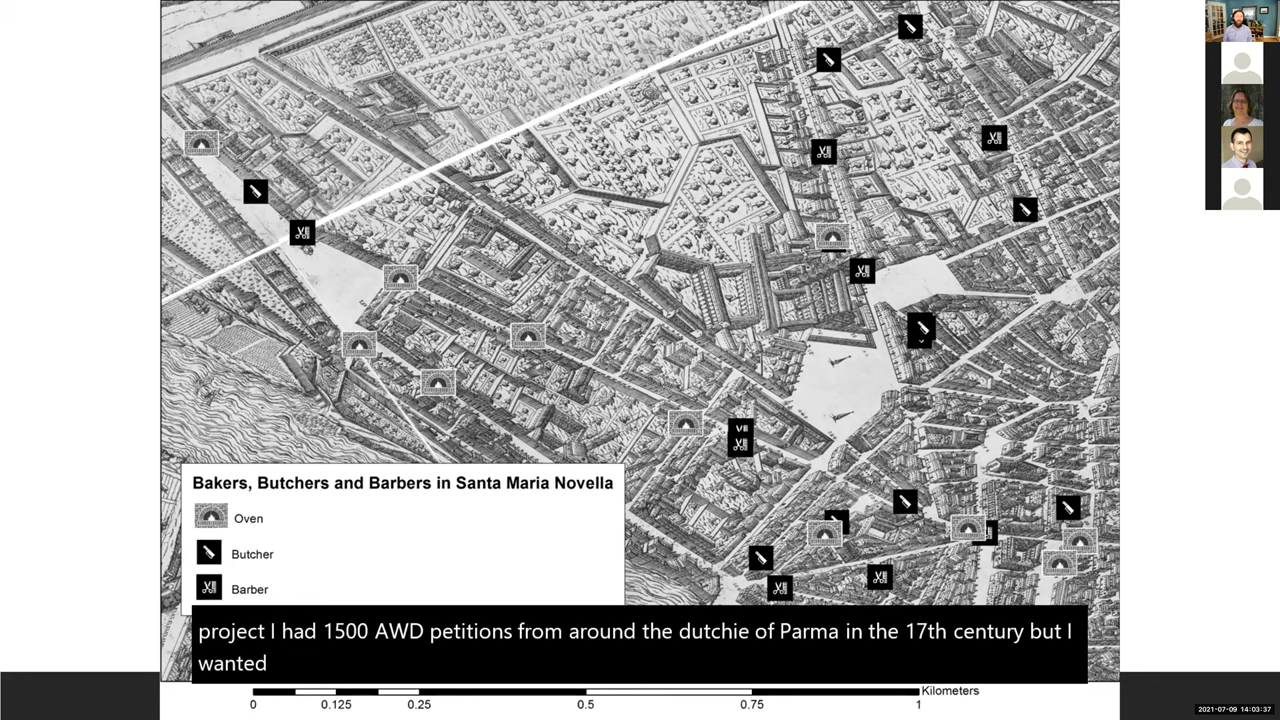 Bakers, Butchers and Barbers in Santa Maria Novella
Oven
Butcher
Barber
project I had 1500 AWD petitions from around the dutchie of Parma in the 17th century but I
wanted
Kilometers
0 0.125 0.25 0.5 0.75 1
2021-07-09 14:03:37